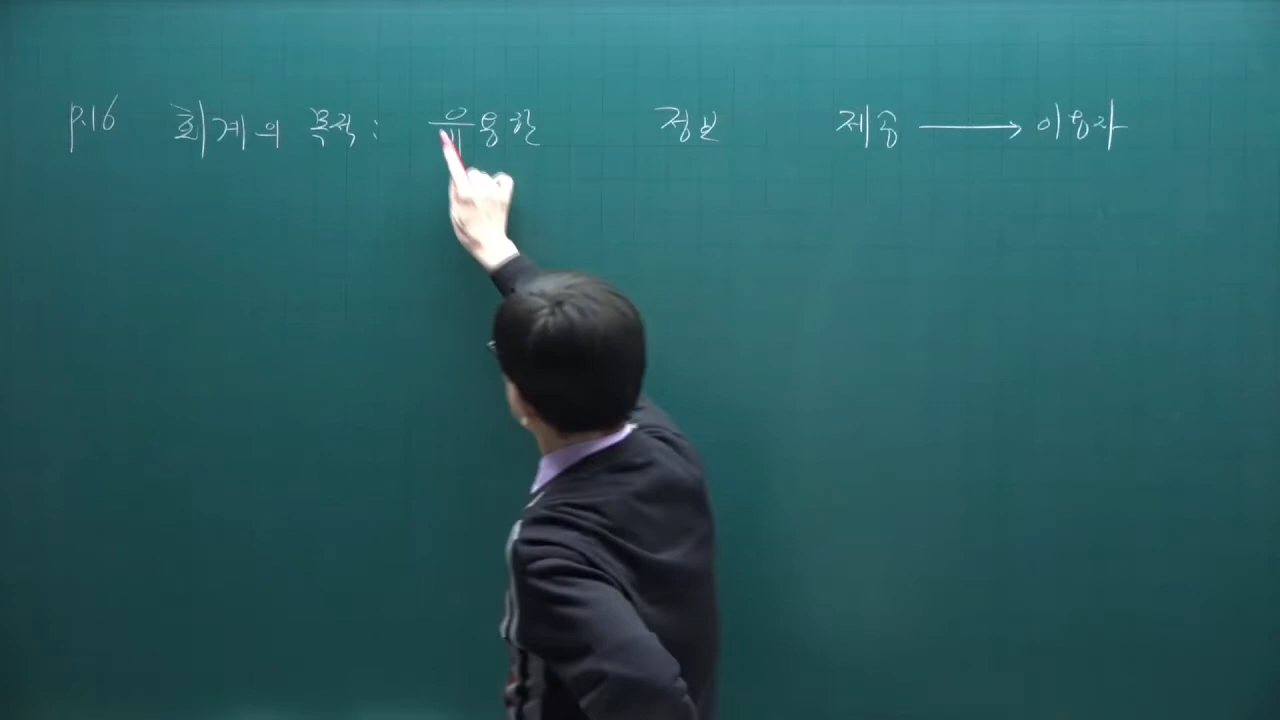 p.16 회계의 목적 : 유용한 정보 제공 → 이용자